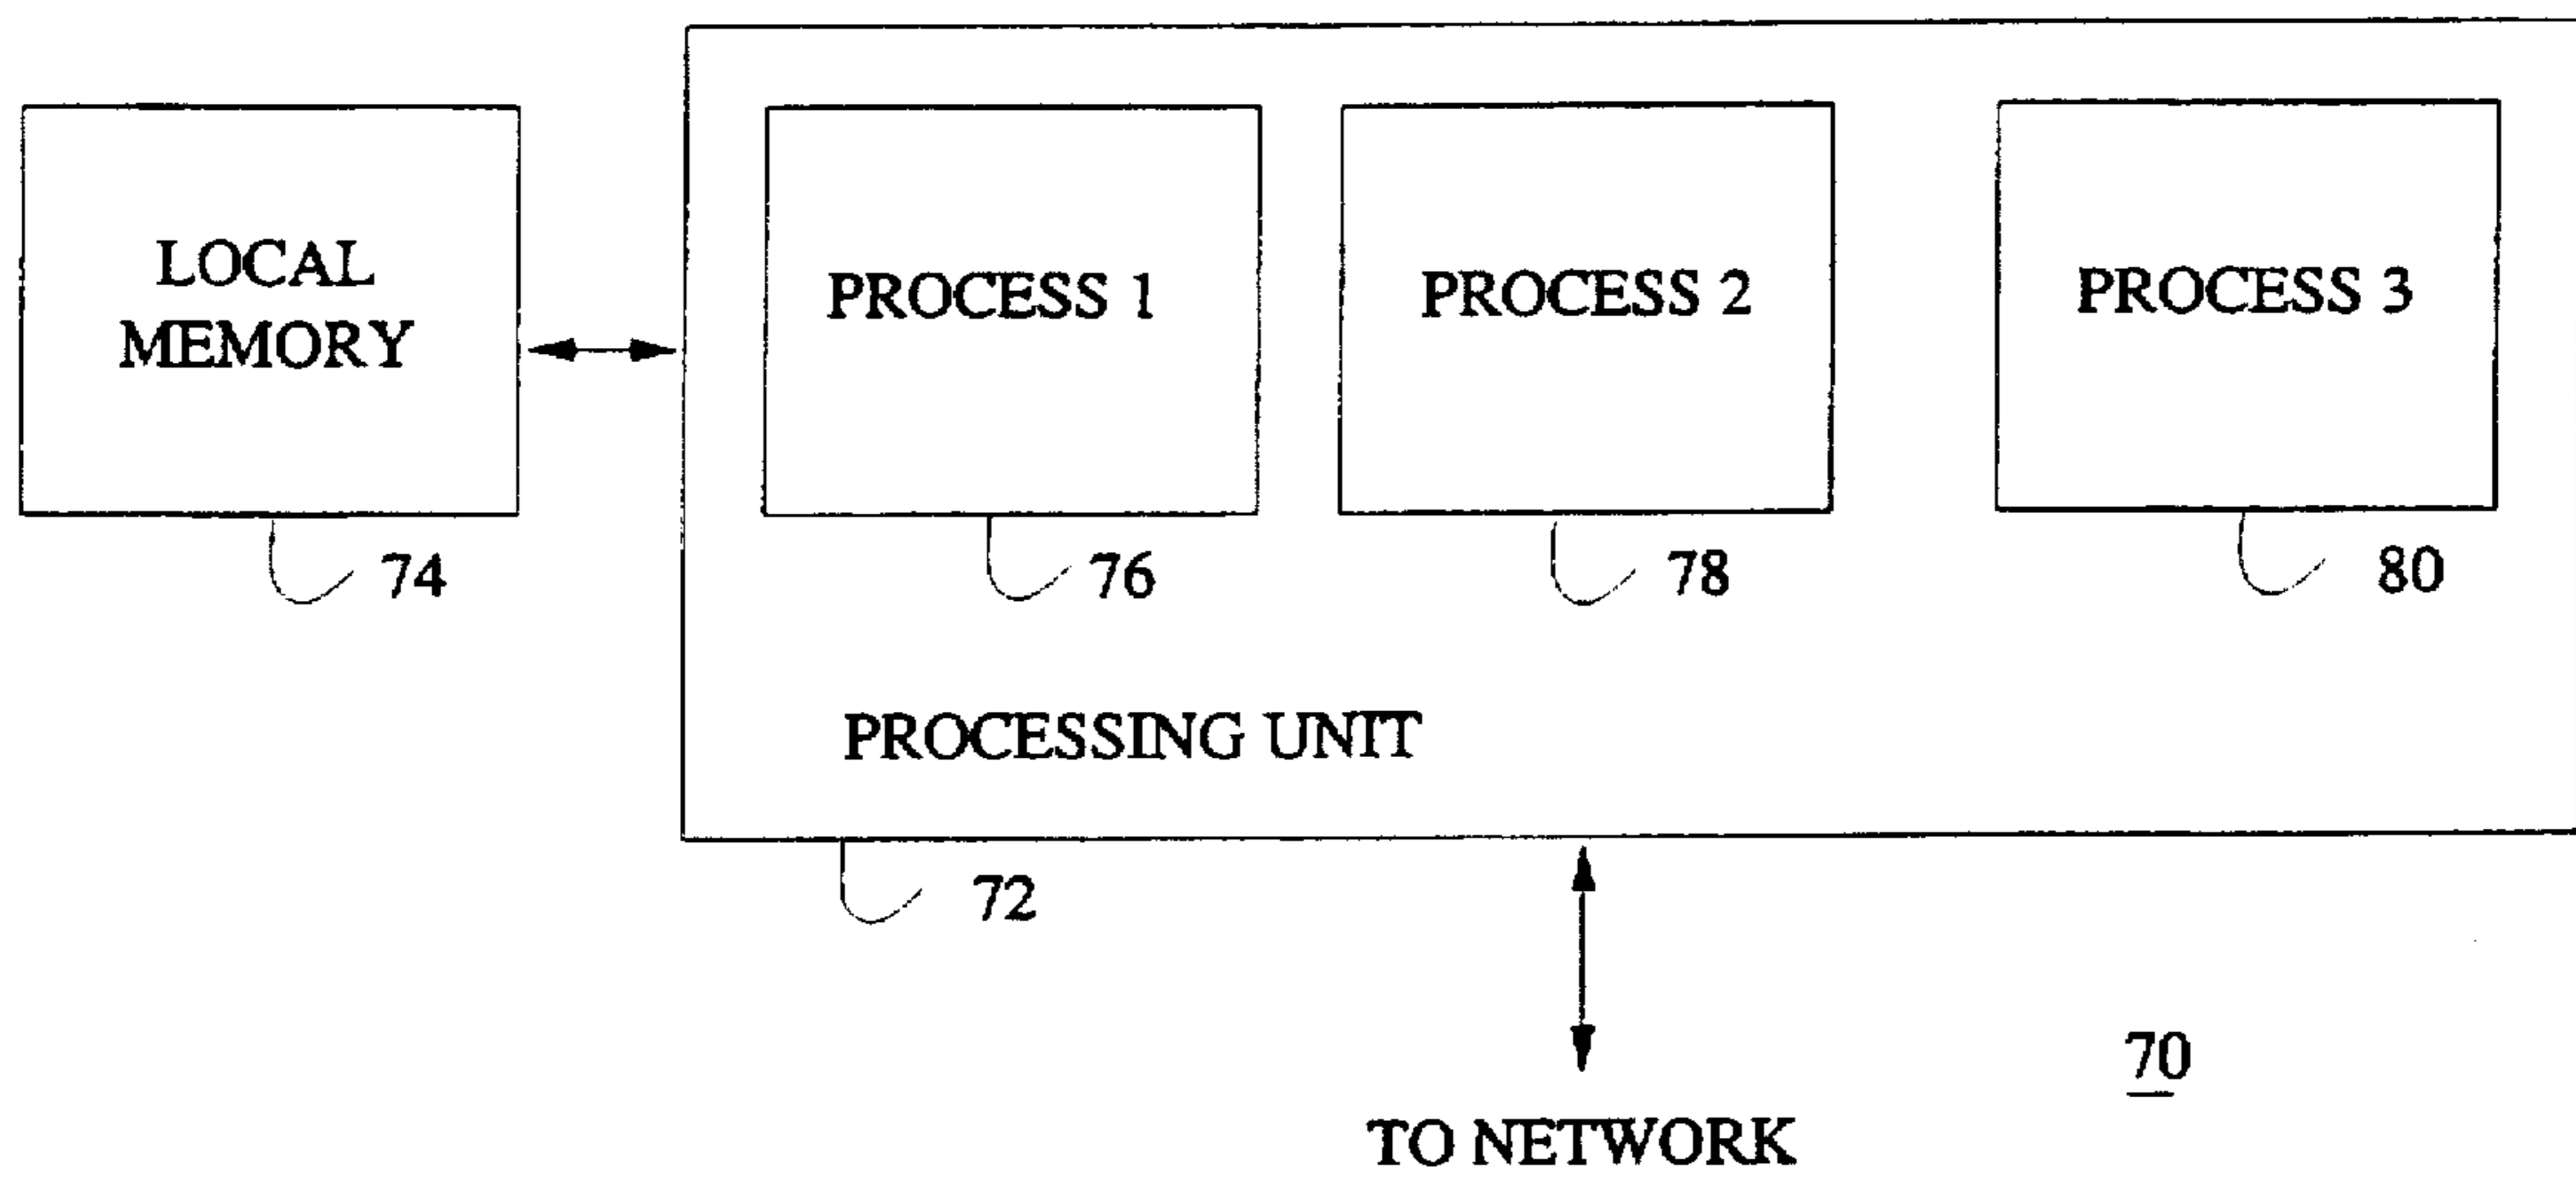 LOCAL
MEMORY
PROCESS 1
PROCESS 2
PROCESS 3
74
76
78
80
PROCESSING UNIT
72
70
TO NETWORK